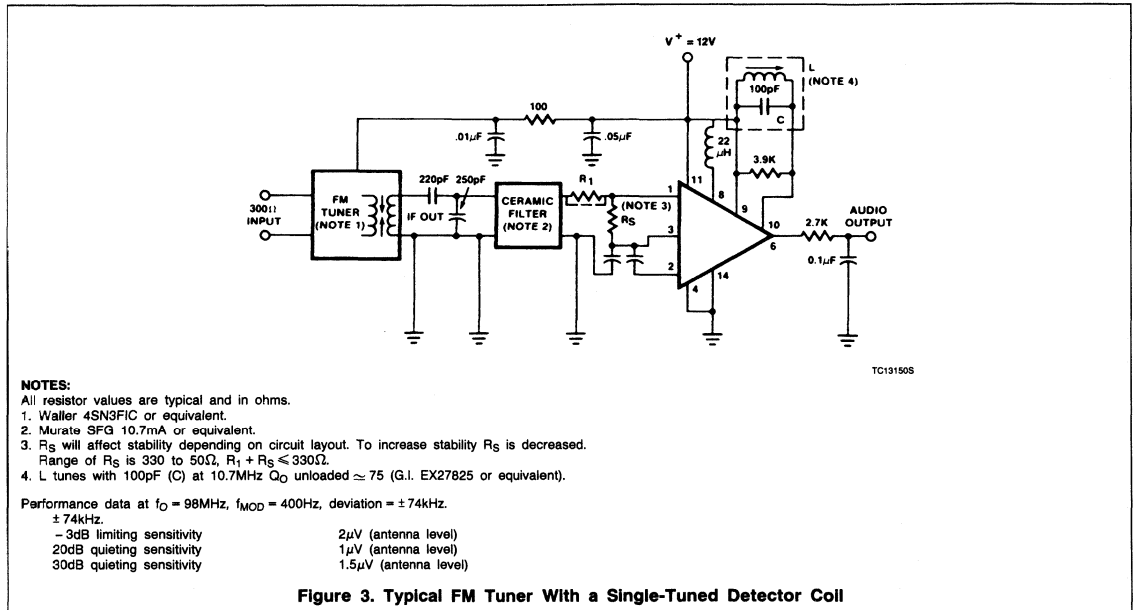 V+ = 12V
L
(NOTE 4)
100pF
C
100
.01μF
.05μF
22
μH
3.9K
220pF
250pF
R1
FM
TUNER
(NOTE 1)
300Ω
INPUT
IF OUT
CERAMIC
FILTER
(NOTE 2)
(NOTE 3)
RS
1
3
2
11
8
9
10
6
14
4
2.7K
AUDIO
OUTPUT
0.1μF
TC13150S
NOTES:
All resistor values are typical and in ohms.
1. Waller 4SN3FIC or equivalent.
2. Murate SFG 10.7mA or equivalent.
3. RS will affect stability depending on circuit layout. To increase stability RS is decreased.
Range of RS is 330 to 50Ω, R1 + RS ≤ 330Ω.
4. L tunes with 100pF (C) at 10.7MHz QO unloaded ≃ 75 (G.I. EX27825 or equivalent).
Performance data at fO = 98MHz, fMOD = 400Hz, deviation = ± 74kHz.
± 74kHz.
− 3dB limiting sensitivity 2μV (antenna level)
20dB quieting sensitivity 1μV (antenna level)
30dB quieting sensitivity 1.5μV (antenna level)
Figure 3. Typical FM Tuner With a Single-Tuned Detector Coil